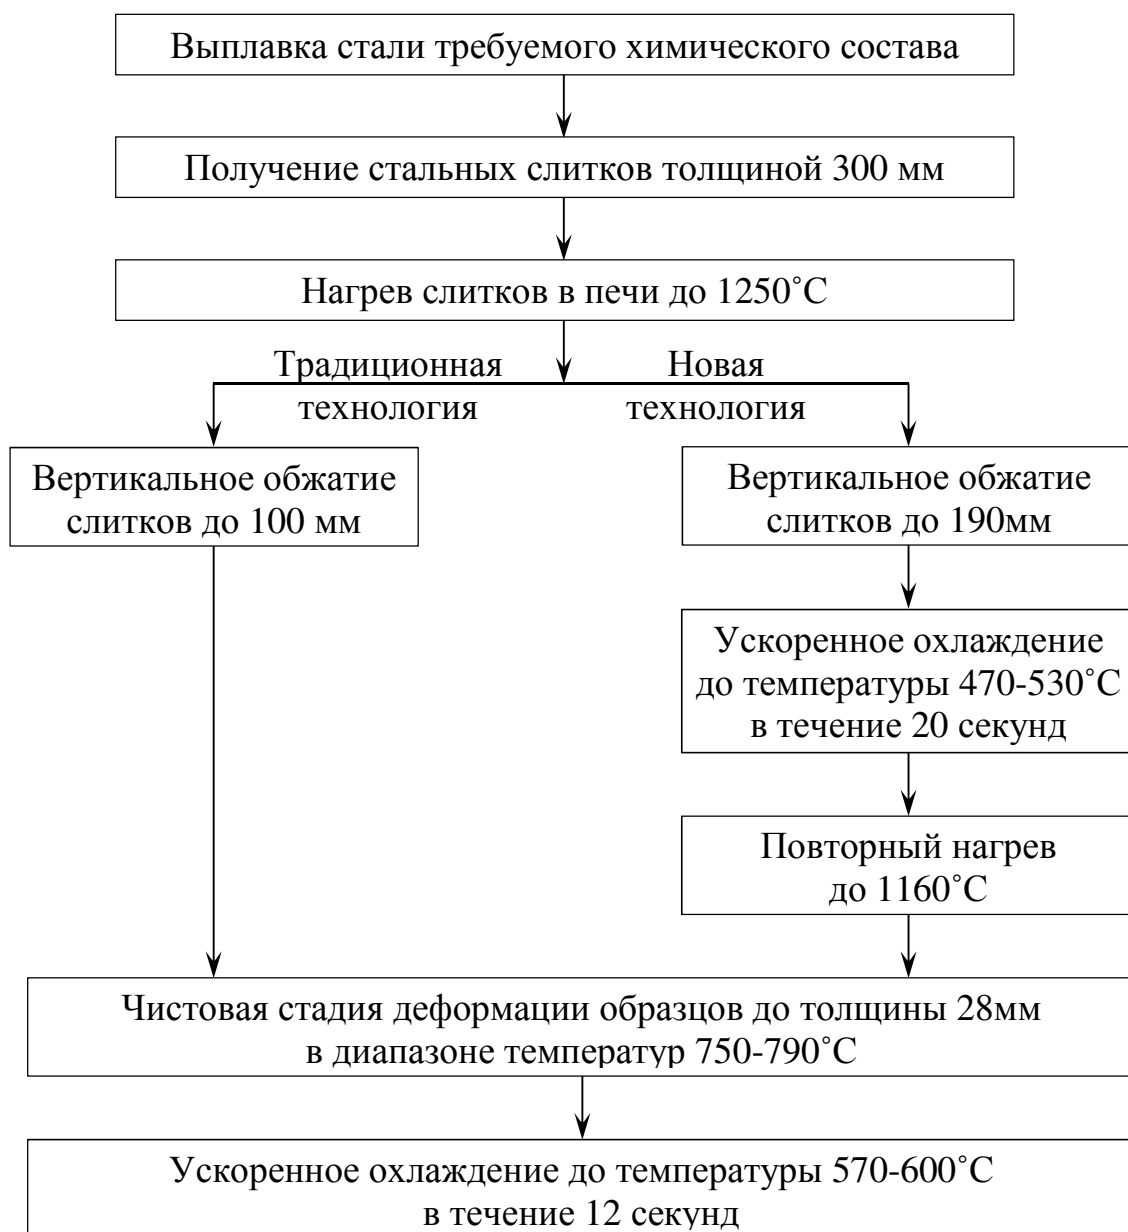 Выплавка стали требуемого химического состава
Получение стальных слитков толщиной 300 мм
Нагрев слитков в печи до 1250˚С
Традиционная
технология
Новая
технология
Вертикальное обжатие
слитков до 100 мм
Вертикальное обжатие
слитков до 190мм
Ускоренное охлаждение
до температуры 470-530˚С
в течение 20 секунд
Повторный нагрев
до 1160˚С
Чистовая стадия деформации образцов до толщины 28мм
в диапазоне температур 750-790˚С
Ускоренное охлаждение до температуры 570-600˚С
в течение 12 секунд